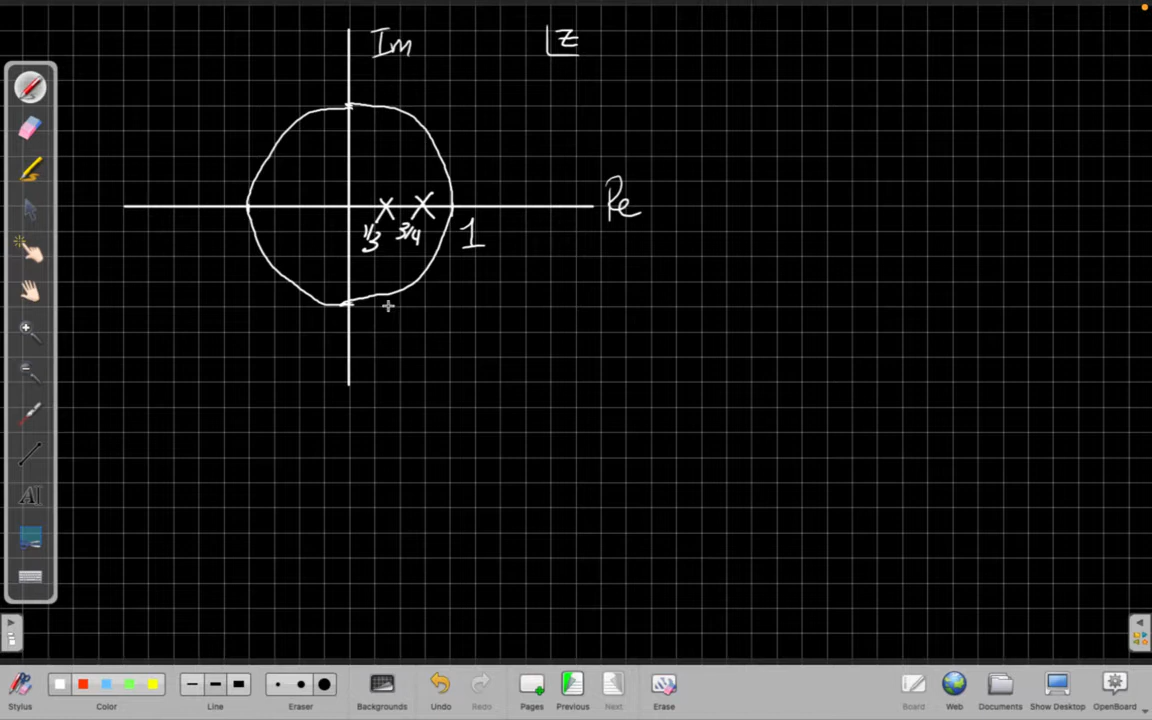 Im
z
Re
1/3
3/4
1
AI
Stylus
Color
Line
Eraser
Backgrounds
Undo
Redo
Pages
Previous
Next
Erase
Board
Web
Documents
Show Desktop
OpenBoard